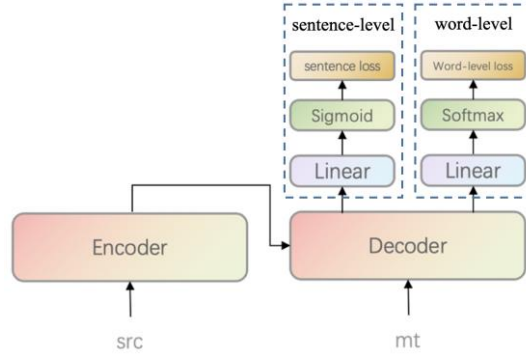 sentence-level
word-level
sentence loss
Word-level loss
Sigmoid
Softmax
Linear
Linear
Encoder
Decoder
src
mt